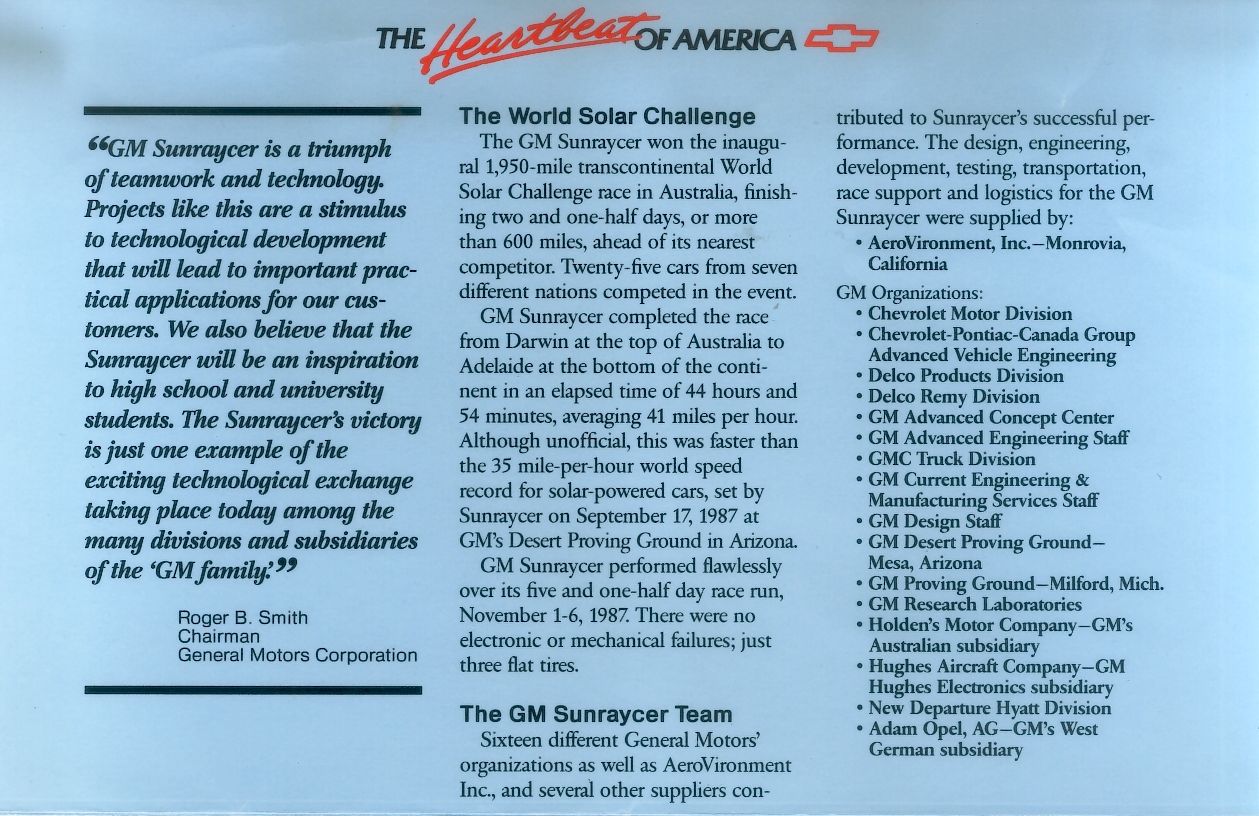 THE Heartbeat OF AMERICA
“GM Sunraycer is a triumph
of teamwork and technology.
Projects like this are a stimulus
to technological development
that will lead to important prac-
tical applications for our cus-
tomers. We also believe that the
Sunraycer will be an inspiration
to high school and university
students. The Sunraycer's victory
is just one example of the
exciting technological exchange
taking place today among the
many divisions and subsidiaries
of the ‘GM family.’”
Roger B. Smith
Chairman
General Motors Corporation
The World Solar Challenge
The GM Sunraycer won the inaugu-
ral 1,950-mile transcontinental World
Solar Challenge race in Australia, finish-
ing two and one-half days, or more
than 600 miles, ahead of its nearest
competitor. Twenty-five cars from seven
different nations competed in the event.
GM Sunraycer completed the race
from Darwin at the top of Australia to
Adelaide at the bottom of the conti-
nent in an elapsed time of 44 hours and
54 minutes, averaging 41 miles per hour.
Although unofficial, this was faster than
the 35 mile-per-hour world speed
record for solar-powered cars, set by
Sunraycer on September 17, 1987 at
GM's Desert Proving Ground in Arizona.
GM Sunraycer performed flawlessly
over its five and one-half day race run,
November 1-6, 1987. There were no
electronic or mechanical failures; just
three flat tires.
The GM Sunraycer Team
Sixteen different General Motors'
organizations as well as AeroVironment
Inc., and several other suppliers con-
tributed to Sunraycer's successful per-
formance. The design, engineering,
development, testing, transportation,
race support and logistics for the GM
Sunraycer were supplied by:
• AeroVironment, Inc.—Monrovia,
California
GM Organizations:
• Chevrolet Motor Division
• Chevrolet-Pontiac-Canada Group
Advanced Vehicle Engineering
• Delco Products Division
• Delco Remy Division
• GM Advanced Concept Center
• GM Advanced Engineering Staff
• GMC Truck Division
• GM Current Engineering &
Manufacturing Services Staff
• GM Design Staff
• GM Desert Proving Ground—
Mesa, Arizona
• GM Proving Ground—Milford, Mich.
• GM Research Laboratories
• Holden's Motor Company—GM's
Australian subsidiary
• Hughes Aircraft Company—GM
Hughes Electronics subsidiary
• New Departure Hyatt Division
• Adam Opel, AG—GM's West
German subsidiary